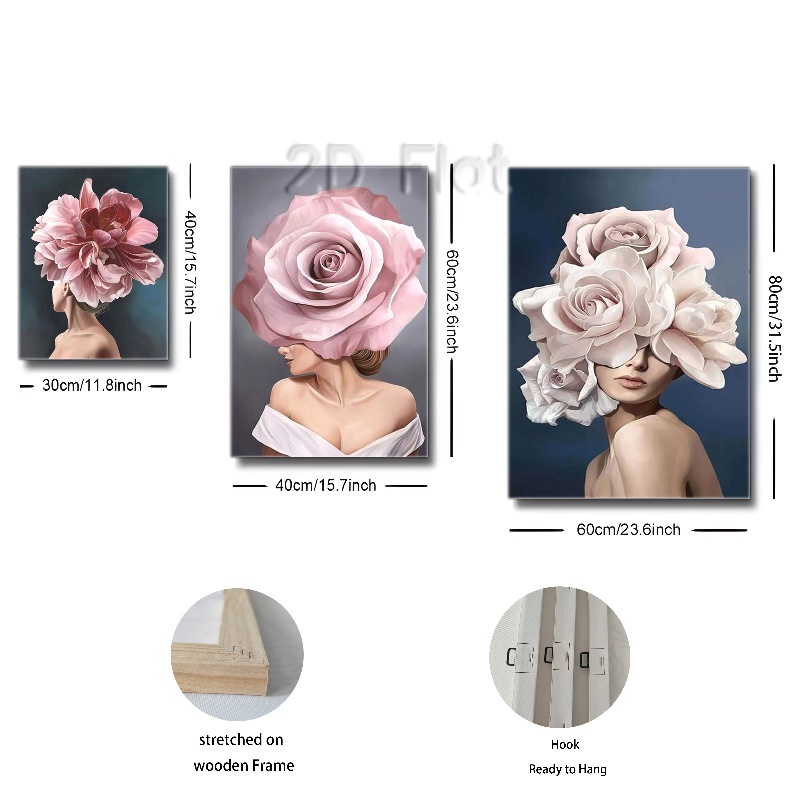 2D Flat
40cm/15.7inch
30cm/11.8inch
60cm/23.6inch
40cm/15.7inch
80cm/31.5inch
60cm/23.6inch
stretched on
wooden Frame
Hook
Ready to Hang